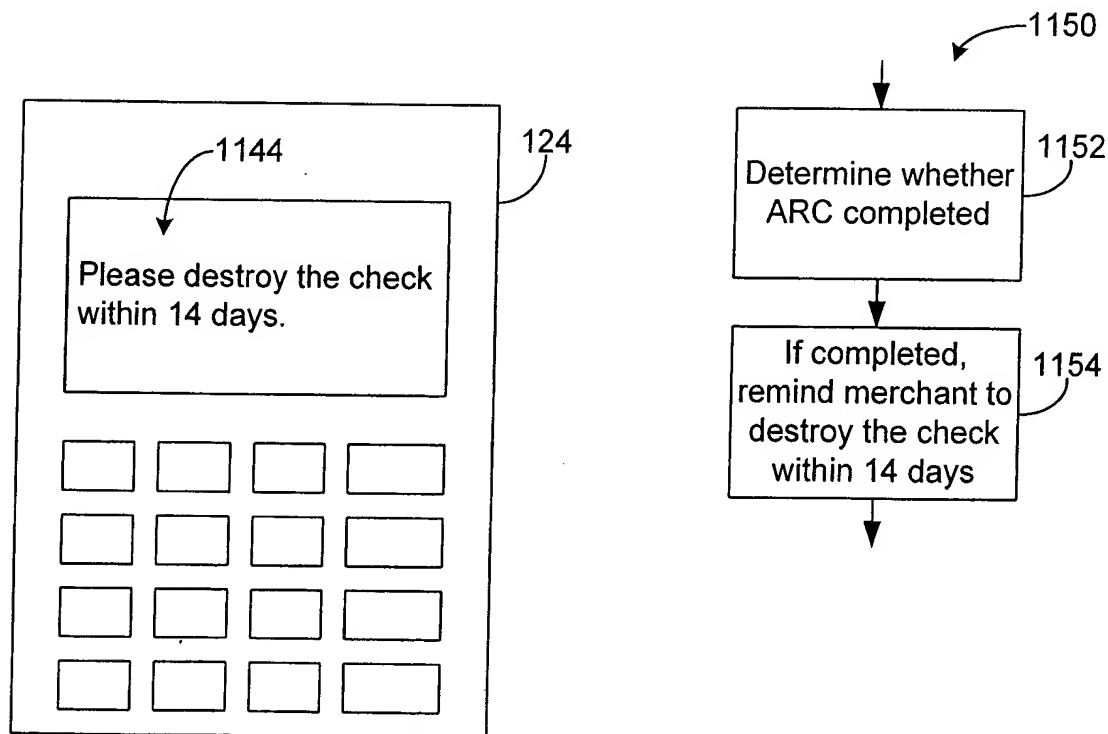 1150
1144
124
Please destroy the check
within 14 days.
1152
Determine whether
ARC completed
1154
If completed,
remind merchant to
destroy the check
within 14 days